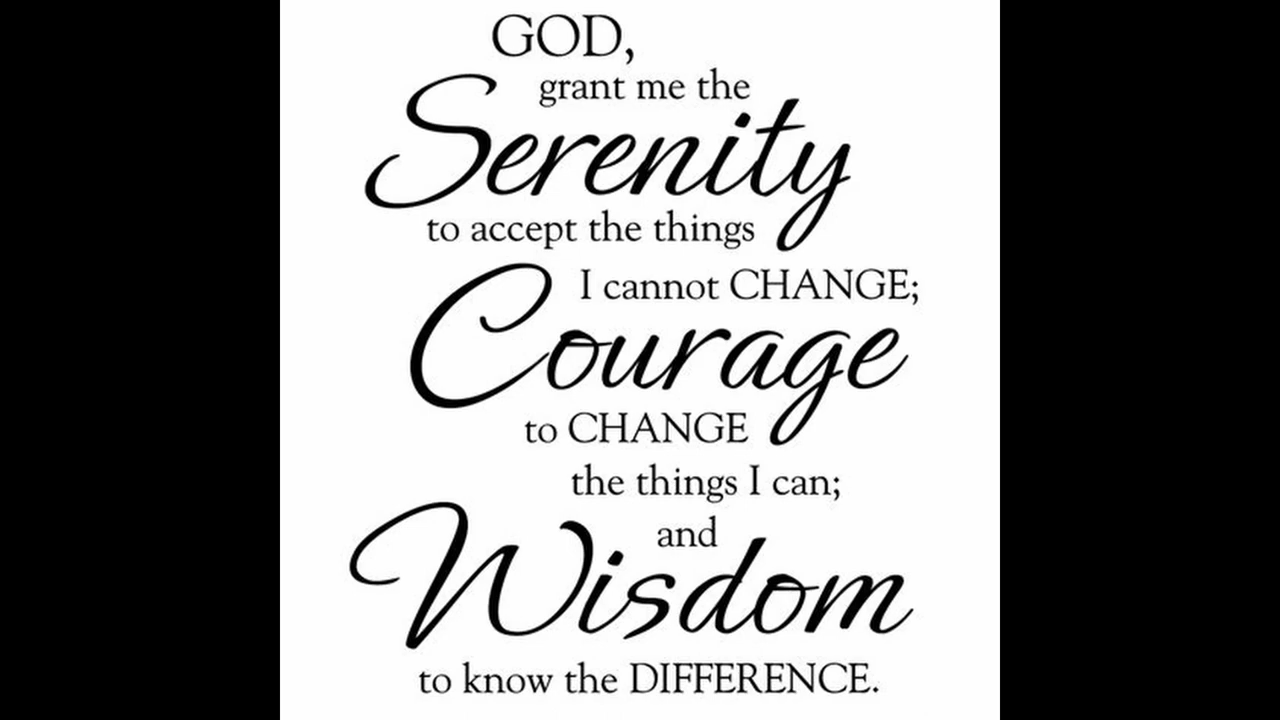 GOD,
grant me the
Serenity
to accept the things
I cannot CHANGE;
Courage
to CHANGE
the things I can;
and
Wisdom
to know the DIFFERENCE.